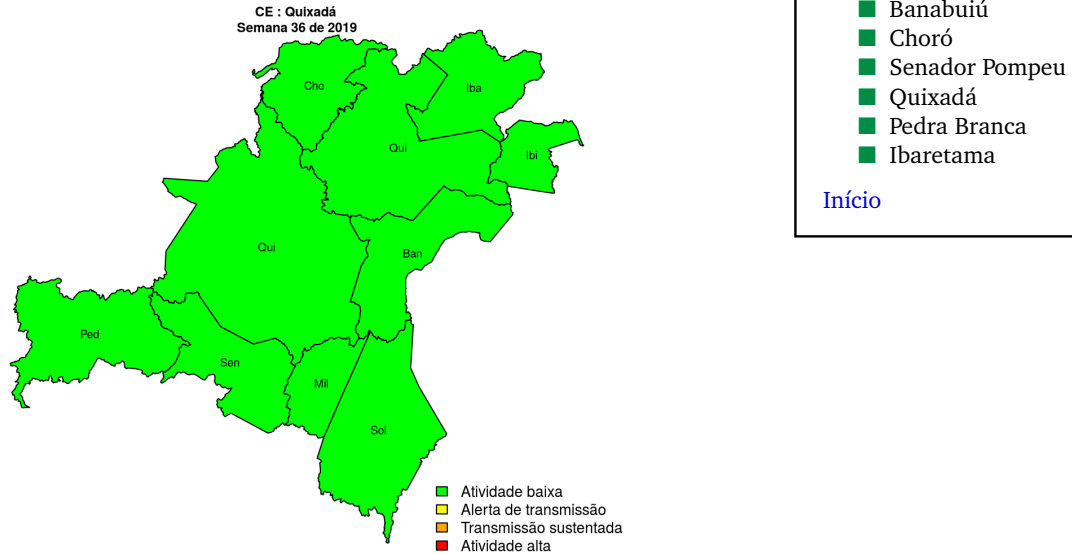 CE : Quixadá
Semana 36 de 2019
Cho
Iba
Qui
Ibi
Qui
Ban
Ped
Sen
Mil
Sol
Atividade baixa
Alerta de transmissão
Transmissão sustentada
Atividade alta
Banabuiú
Choró
Senador Pompeu
Quixadá
Pedra Branca
Ibaretama
Início